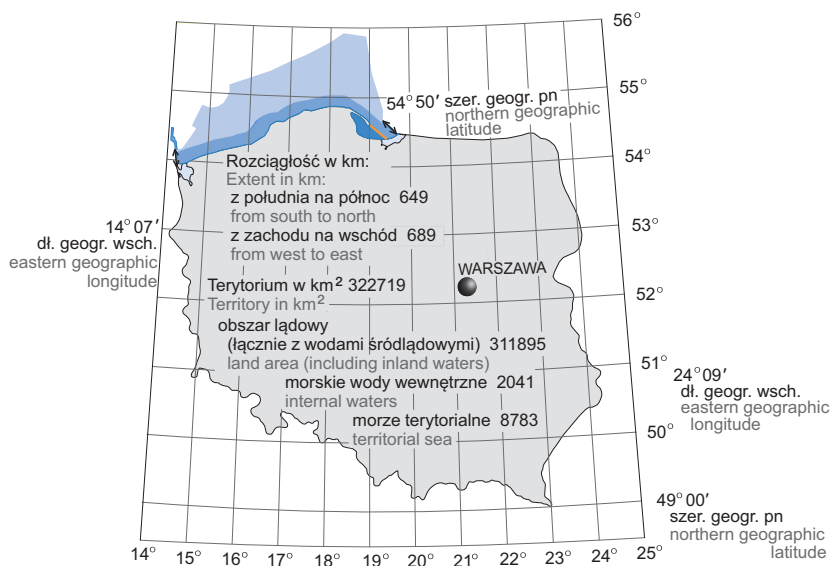 56°
55°
54° 50′ szer. geogr. pn
northern geographic
latitude
54°
Rozciągłość w km:
Extent in km:
z południa na północ 649
from south to north
z zachodu na wschód 689
from west to east
14° 07′
dł. geogr. wsch.
eastern geographic
longitude
53°
WARSZAWA
Terytorium w km² 322719
Territory in km²
52°
obszar lądowy
(łącznie z wodami śródlądowymi) 311895
land area (including inland waters)
51°
morskie wody wewnętrzne 2041
internal waters
24° 09′
dł. geogr. wsch.
eastern geographic
longitude
morze terytorialne 8783
territorial sea
50°
49° 00′
szer. geogr. pn
northern geographic
latitude
14° 15° 16° 17° 18° 19° 20° 21° 22° 23° 24° 25°